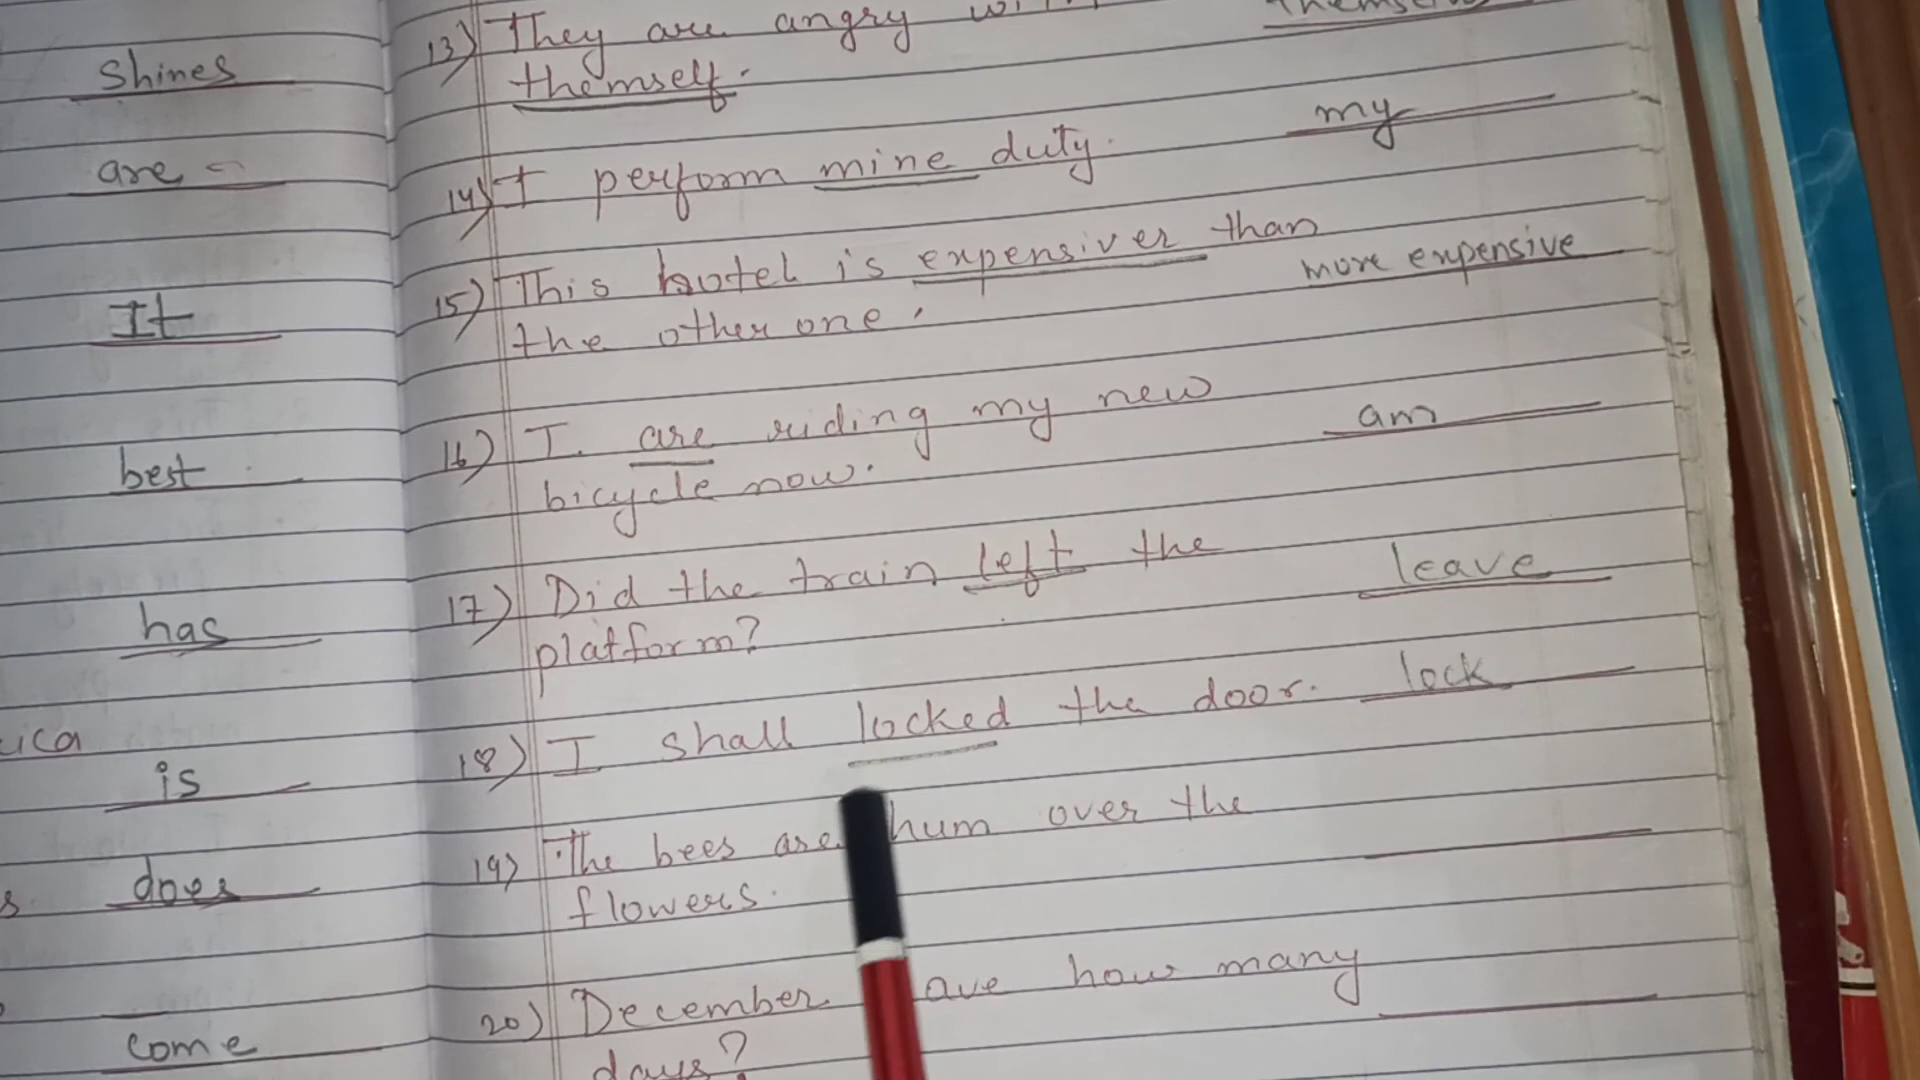 shines
are
It
best
has
is
does
come
13) They are angry
themself.
14) I perform mine duty. my
15) This hotel is expensiver than more expensive
the other one.
16) I are riding my new am
bicycle now.
17) Did the train left the leave
platform?
18) I shall locked the door. lock
19) The bees are hum over the
flowers.
20) December how many
days?